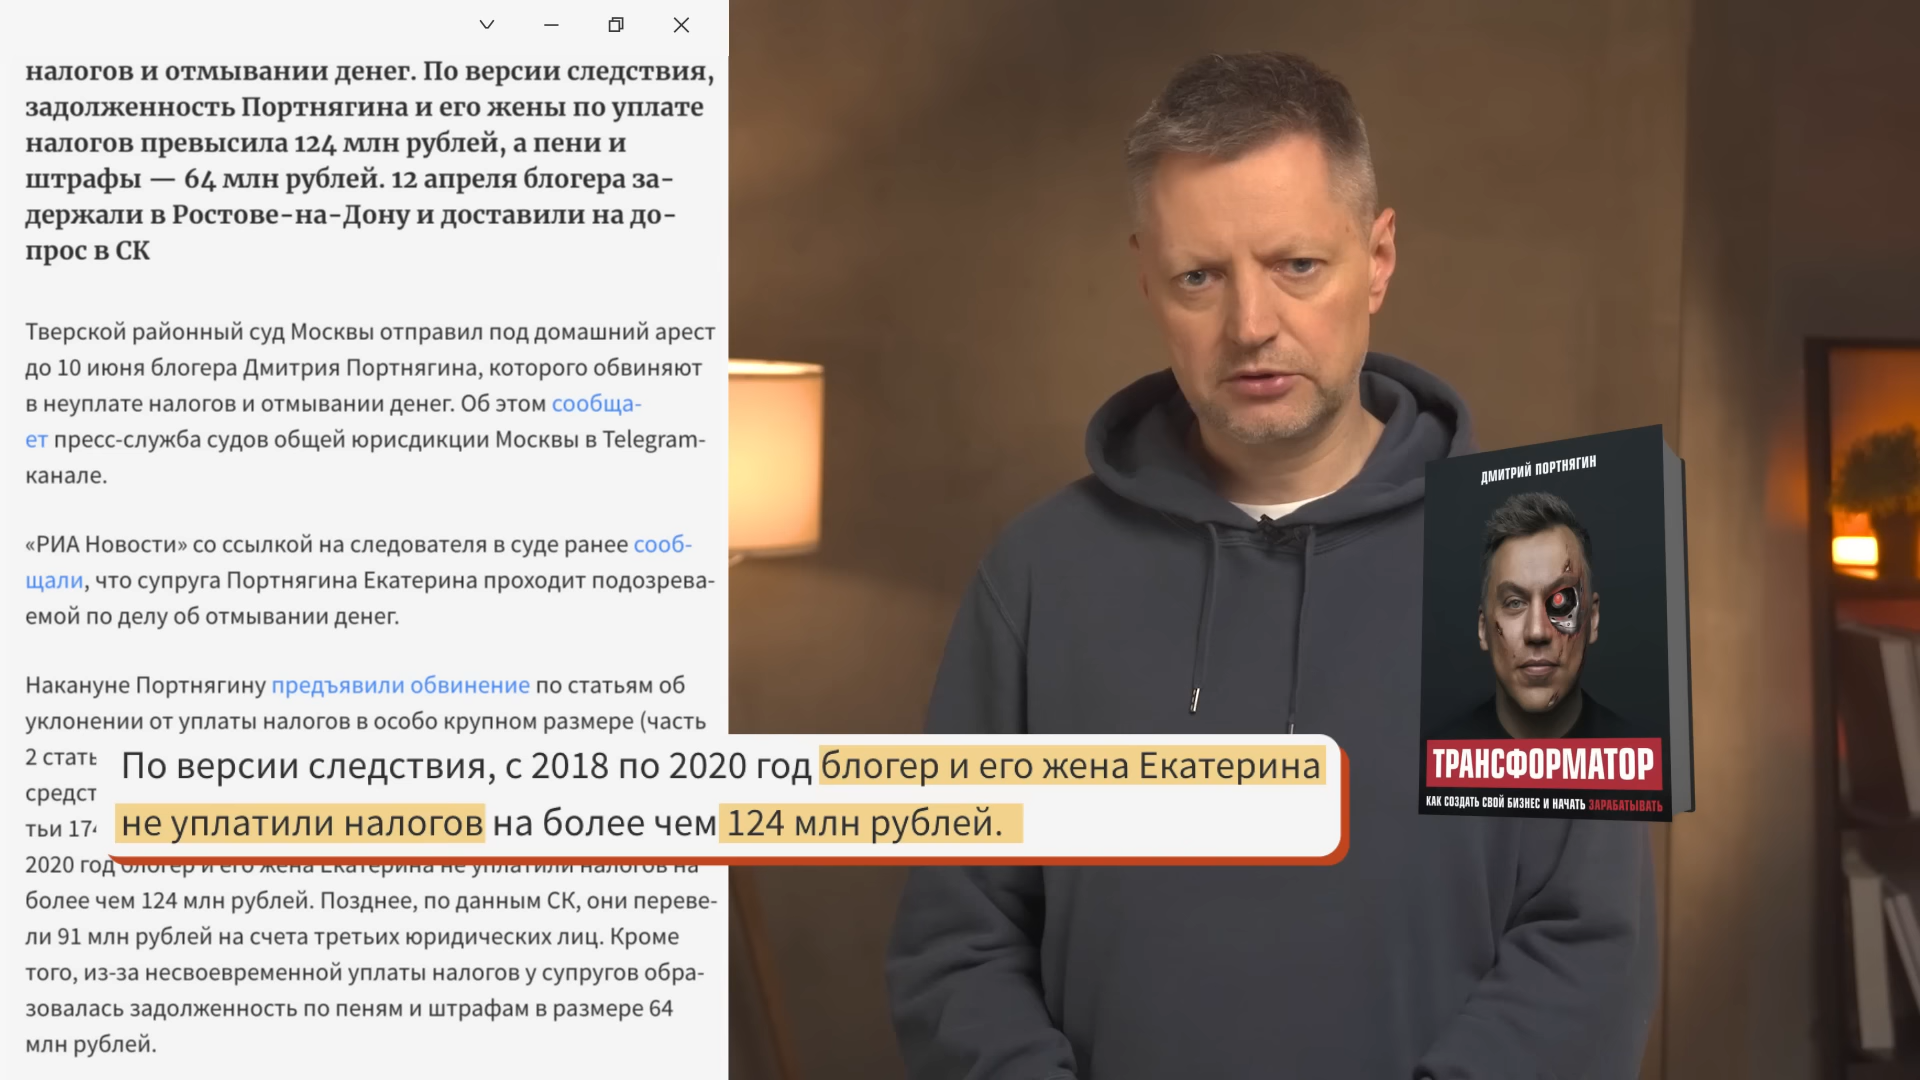 налогов и отмывании денег. По версии следствия,
задолженность Портнягина и его жены по уплате
налогов превысила 124 млн рублей, а пени и
штрафы — 64 млн рублей. 12 апреля блогера за-
держали в Ростове-на-Дону и доставили на до-
прос в СК
Тверской районный суд Москвы отправил под домашний арест
до 10 июня блогера Дмитрия Портнягина, которого обвиняют
в неуплате налогов и отмывании денег. Об этом сообща-
ет пресс-служба судов общей юрисдикции Москвы в Telegram-
канале.
«РИА Новости» со ссылкой на следователя в суде ранее сооб-
щали, что супруга Портнягина Екатерина проходит подозрева-
емой по делу об отмывании денег.
Накануне Портнягину предъявили обвинение по статьям об
уклонении от уплаты налогов в особо крупном размере (часть
2 стать
средст
тьи 174
2020 год блогер и его жена Екатерина не уплатили налогов на
более чем 124 млн рублей. Позднее, по данным СК, они переве-
ли 91 млн рублей на счета третьих юридических лиц. Кроме
того, из-за несвоевременной уплаты налогов у супругов обра-
зовалась задолженность по пеням и штрафам в размере 64
млн рублей.
По версии следствия, с 2018 по 2020 год блогер и его жена Екатерина
не уплатили налогов на более чем 124 млн рублей.
ДМИТРИЙ ПОРТНЯГИН
ТРАНСФОРМАТОР
КАК СОЗДАТЬ СВОЙ БИЗНЕС И НАЧАТЬ ЗАРАБАТЫВАТЬ